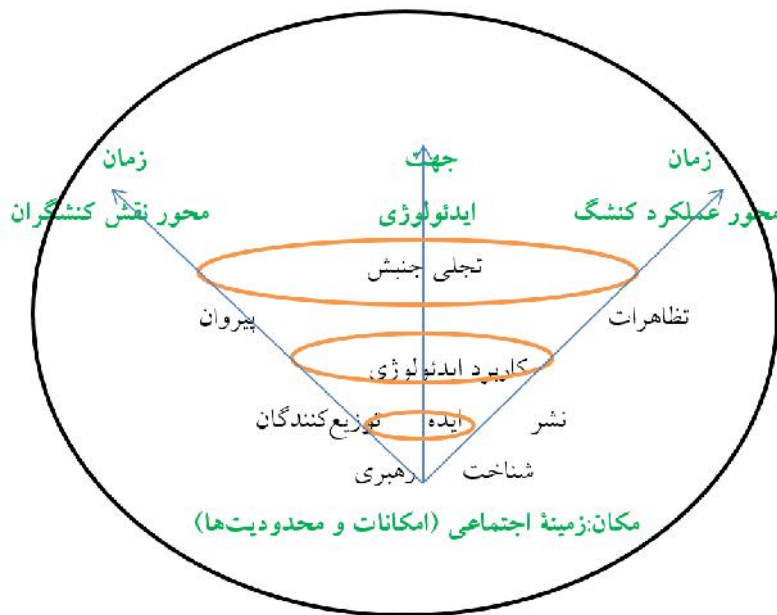 زمان
جهت
زمان
محور عملکرد کنشگ
ایدئولوژی
محور نقش کنشگران
تجلی جنبش
تظاهرات
پیروان
کاربرد ایدئولوژی
نشر
ایده
توزیع‌کنندگان
شناخت
رهبری
مکان:زمینهٔ اجتماعی (امکانات و محدودیت‌ها)